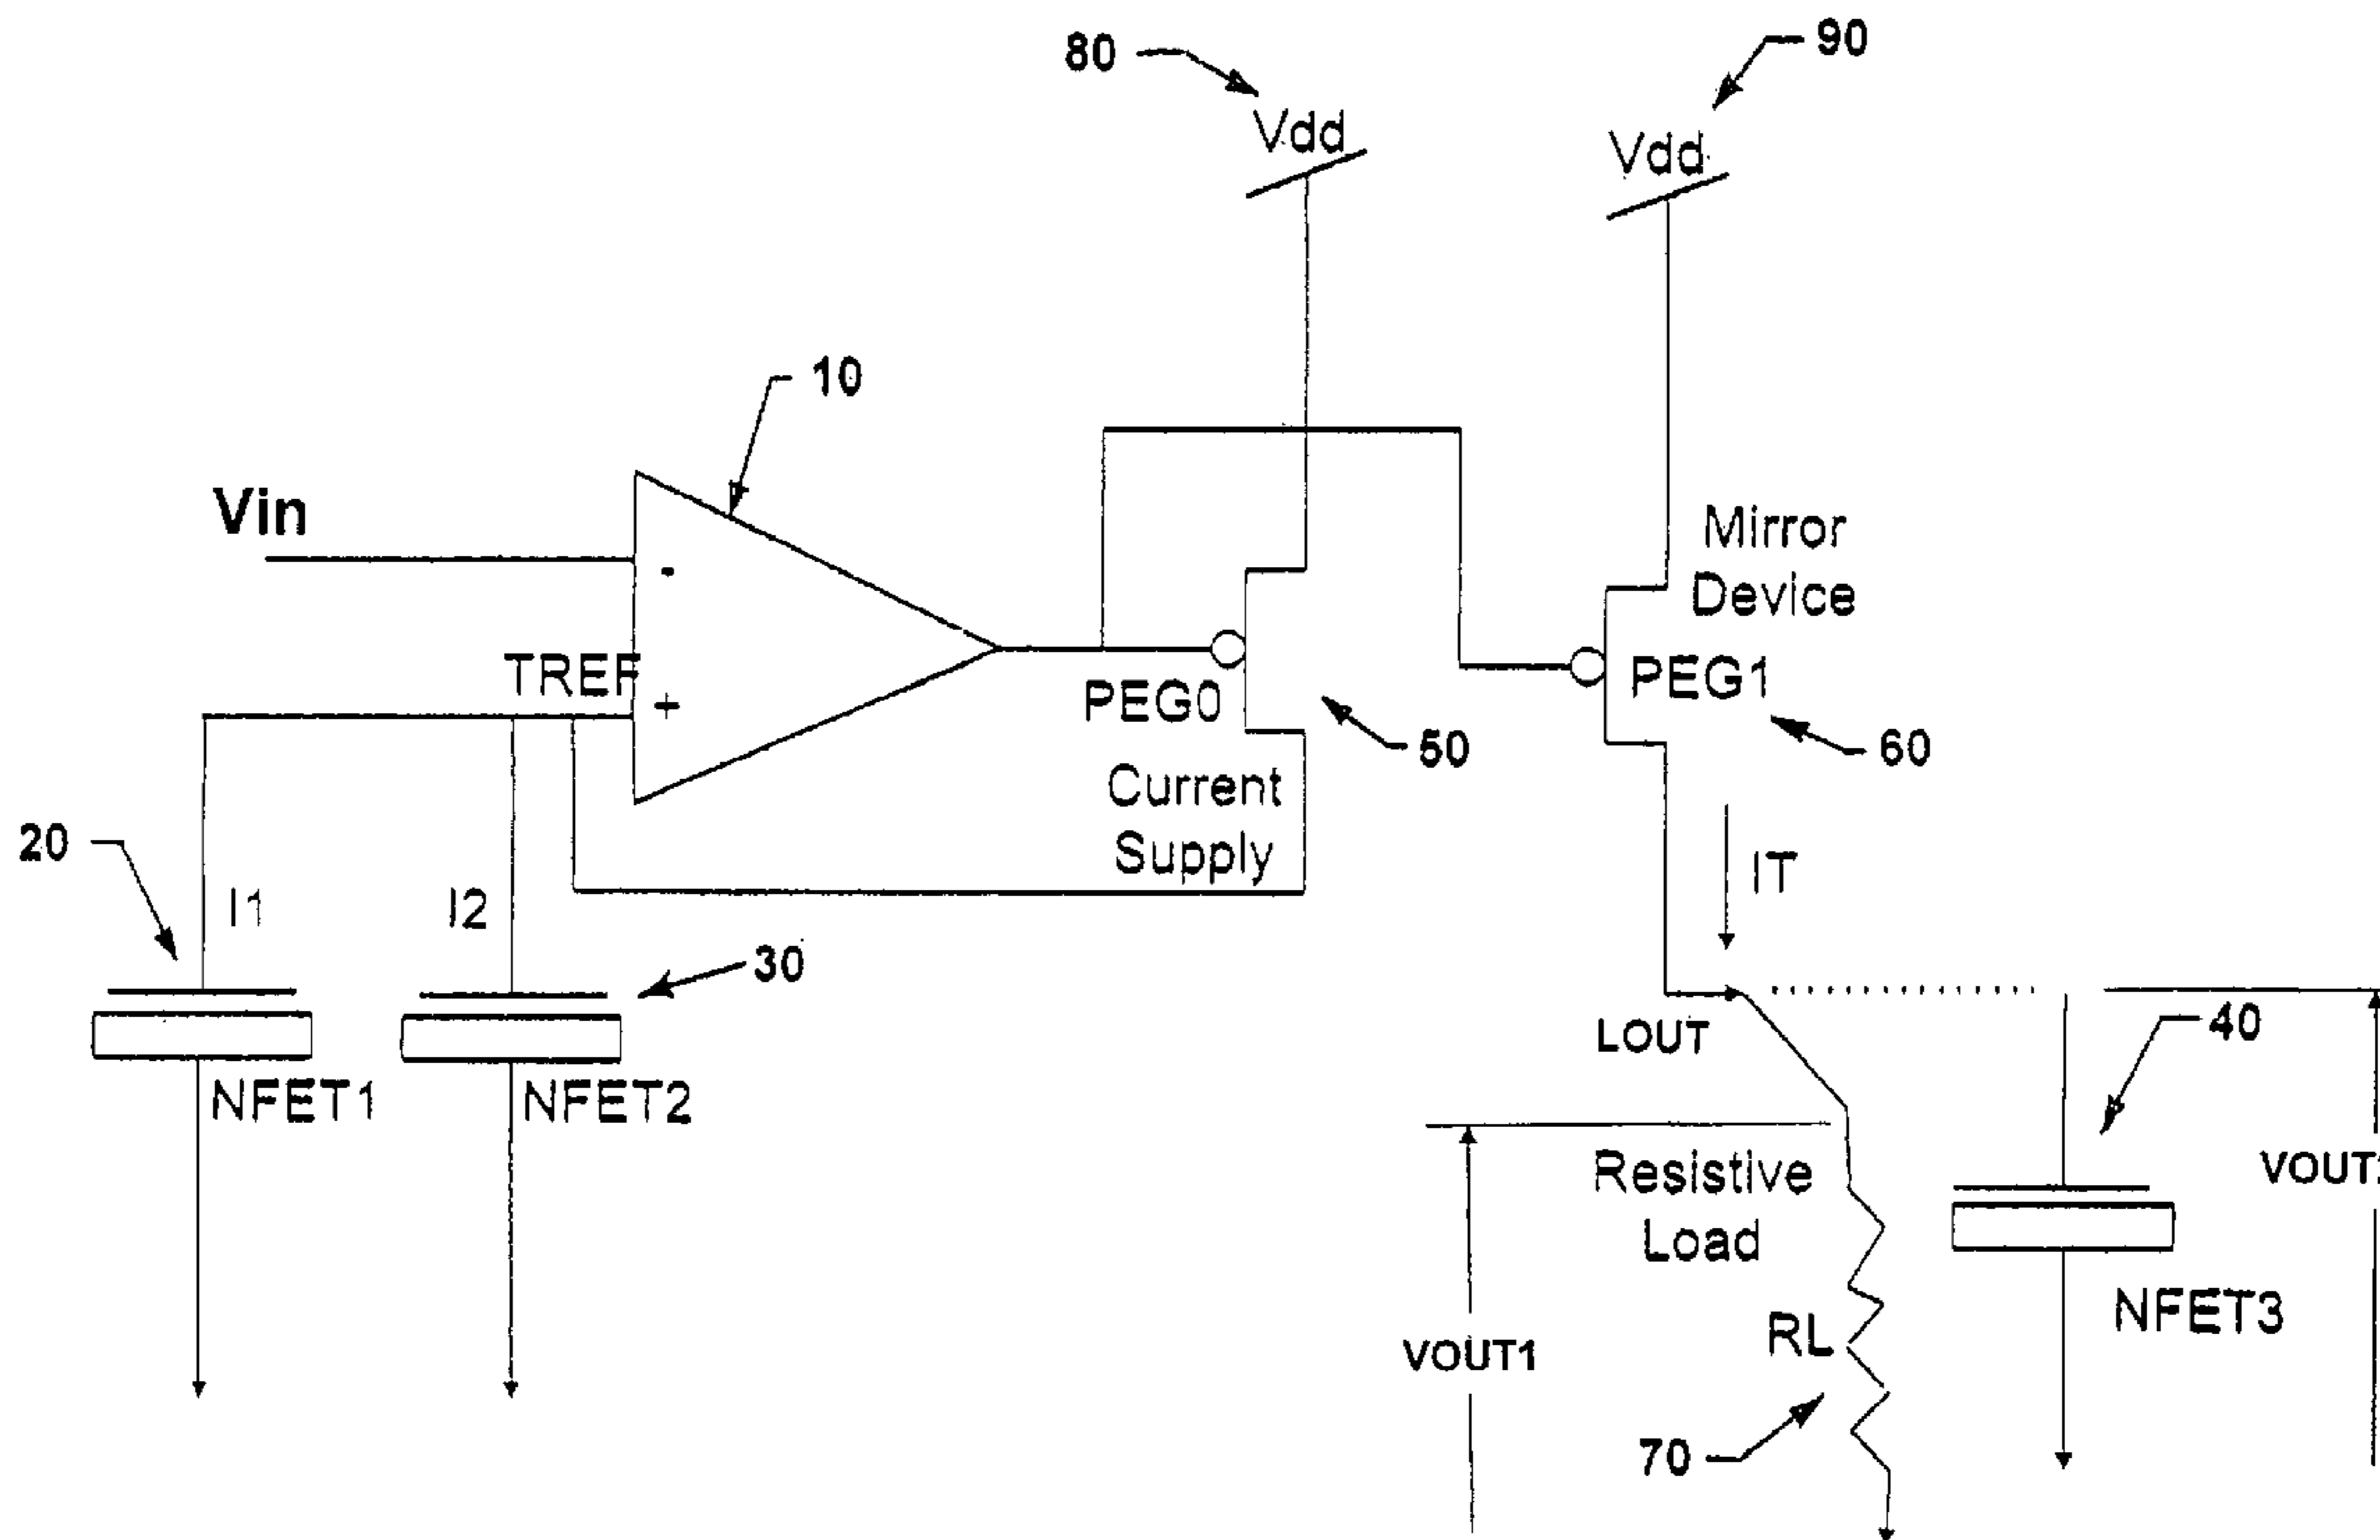 80
90
Vdd
Vdd
10
Vin
-
Mirror
Device
TREF
+
PEG0
PEG1
50
60
Current
Supply
20
I1
I2
IT
30
LOUT
40
NFET1
NFET2
Resistive
Load
VOUT1
RL
NFET3
70